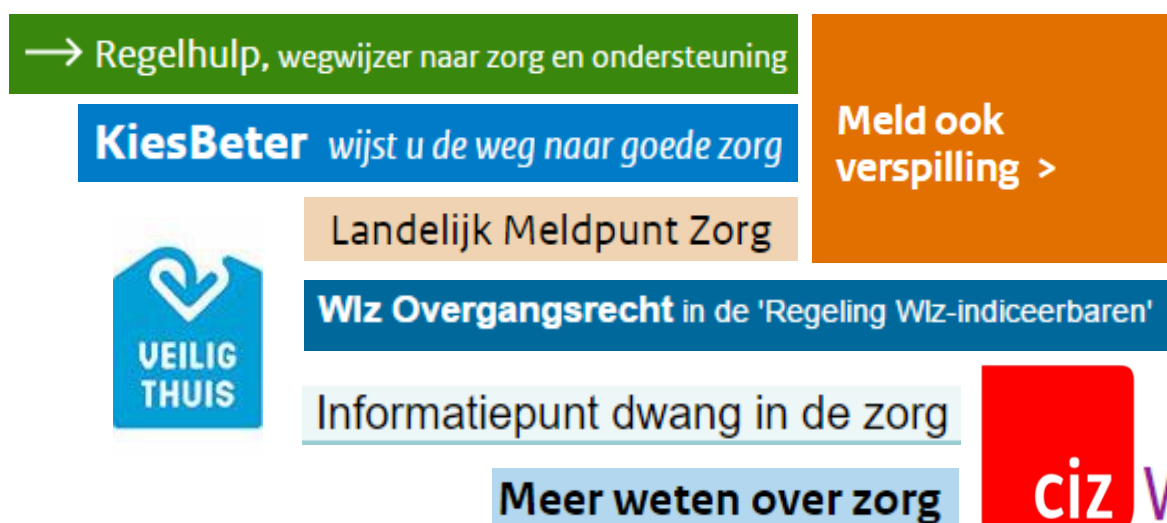 → Regelhulp, wegwijzer naar zorg en ondersteuning
KiesBeter wijst u de weg naar goede zorg
Meld ook
verspilling >
Landelijk Meldpunt Zorg
Wlz Overgangsrecht in de 'Regeling Wlz-indiceerbaren'
VEILIG
THUIS
Informatiepunt dwang in de zorg
Meer weten over zorg
ciz